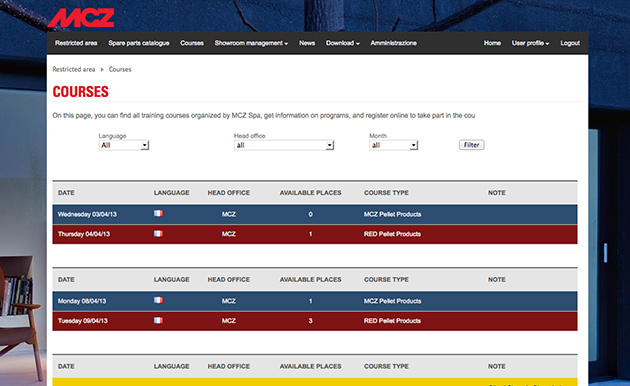 MCZ
Restricted area Spare parts catalogue Courses Showroom management News Download Amministrazione Home User profile Logout
Restricted area Courses
COURSES
On this page, you can find all training courses organized by MCZ Spa, get information on programs, and register online to take part in the cou
Language Head office Month
All all all Filter
DATE LANGUAGE HEAD OFFICE AVAILABLE PLACES COURSE TYPE NOTE
Wednesday 03/04/13 MCZ 0 MCZ Pellet Products
Thursday 04/04/13 MCZ 1 RED Pellet Products
DATE LANGUAGE HEAD OFFICE AVAILABLE PLACES COURSE TYPE NOTE
Monday 08/04/13 MCZ 1 MCZ Pellet Products
Tuesday 09/04/13 MCZ 3 RED Pellet Products
DATE LANGUAGE HEAD OFFICE AVAILABLE PLACES COURSE TYPE NOTE